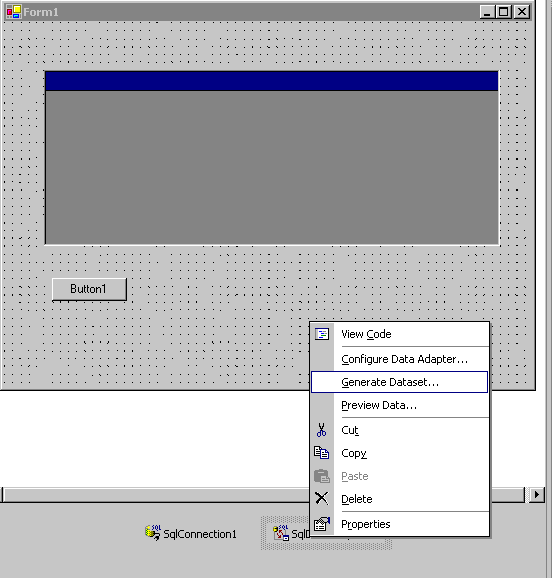 Form1
Button1
View Code
Configure Data Adapter...
Generate Dataset...
Preview Data...
Cut
Copy
Paste
Delete
Properties
SqlConnection1